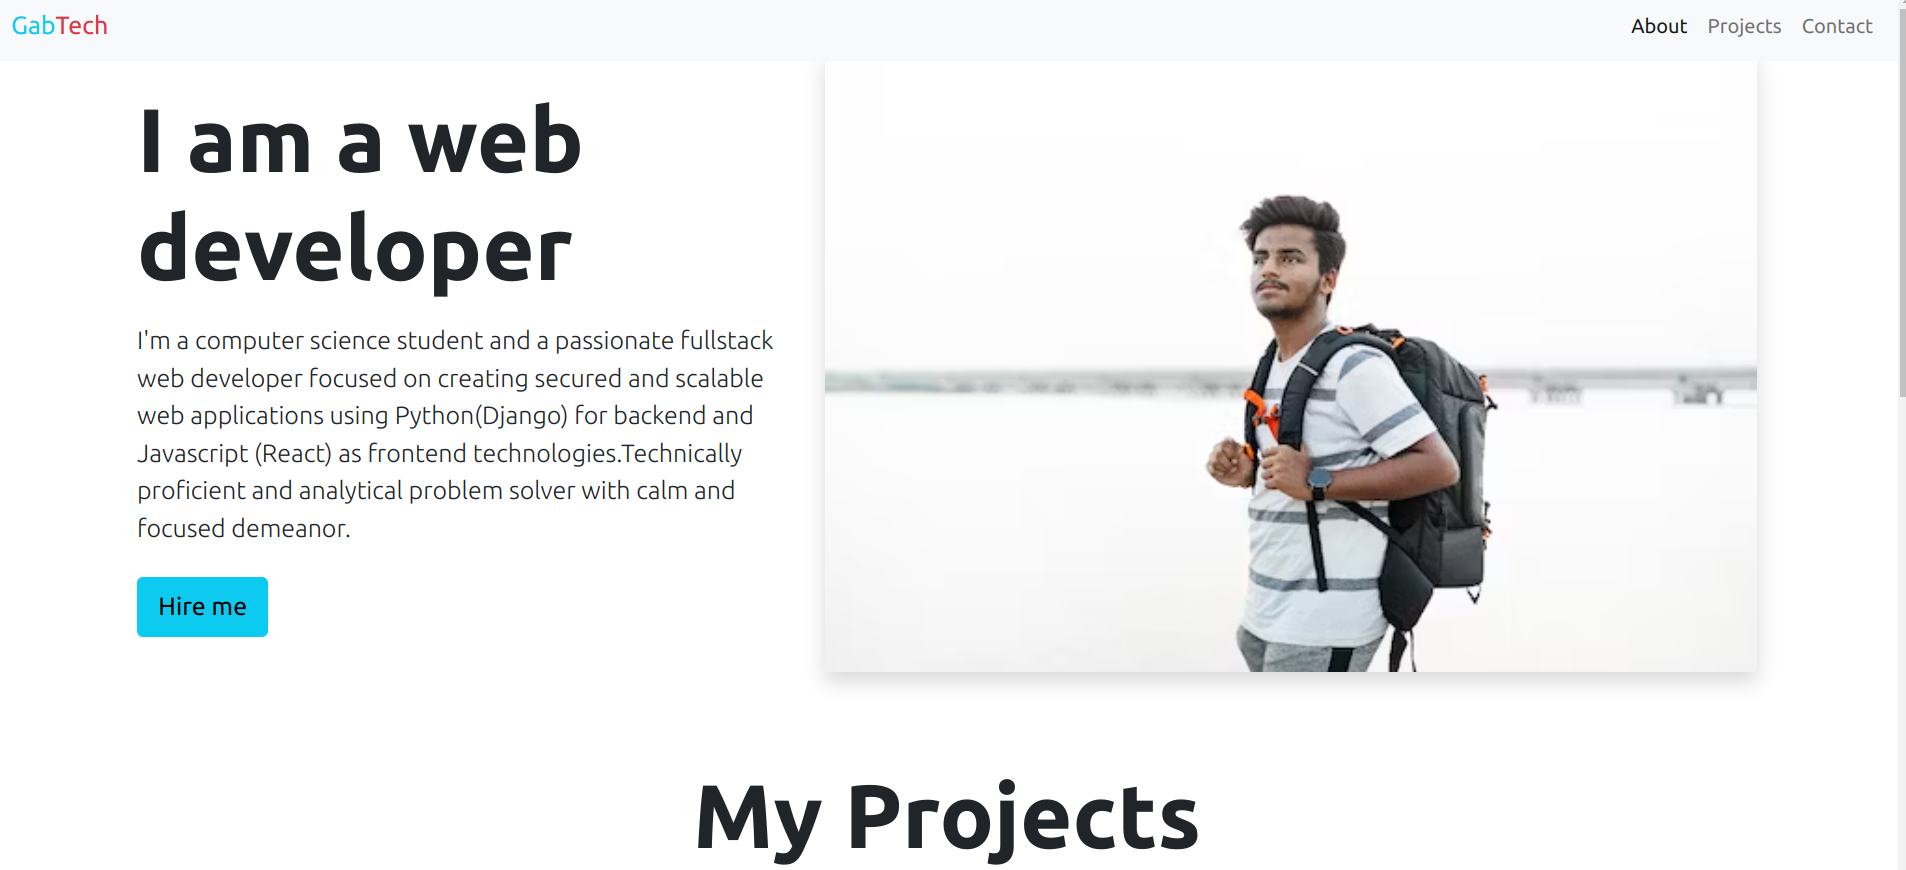 GabTech
About Projects Contact
I am a web
developer
I'm a computer science student and a passionate fullstack
web developer focused on creating secured and scalable
web applications using Python(Django) for backend and
Javascript (React) as frontend technologies.Technically
proficient and analytical problem solver with calm and
focused demeanor.
Hire me
My Projects